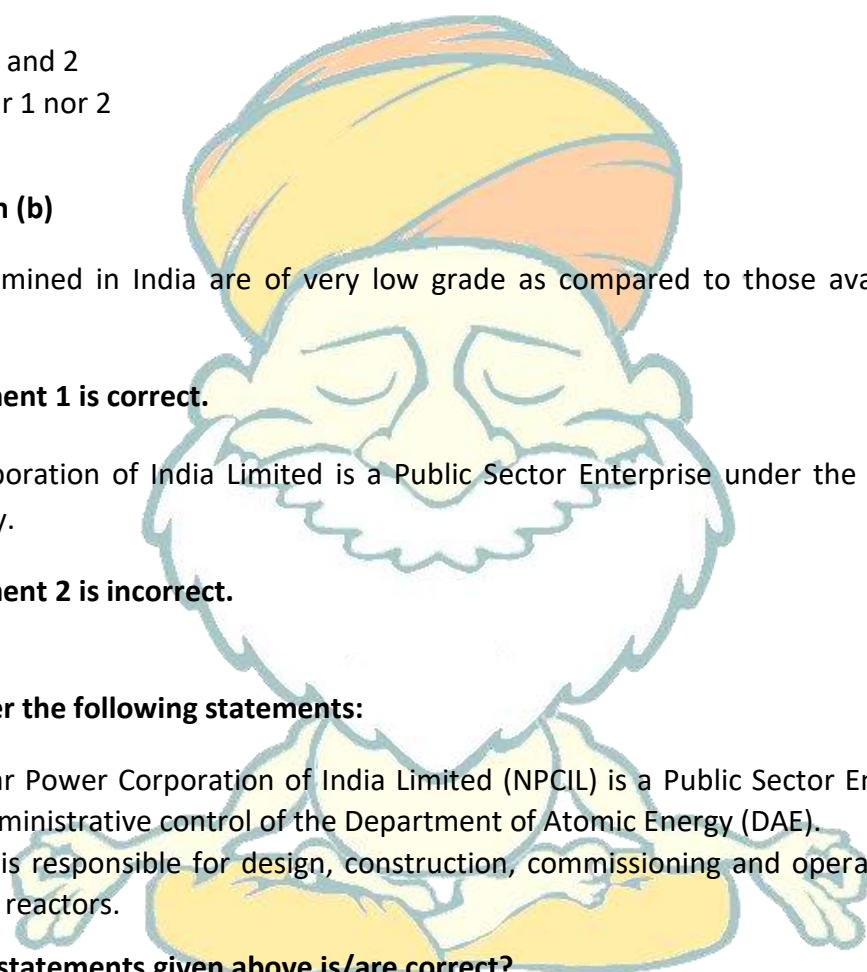 and 2
r 1 nor 2
n (b)
mined in India are of very low grade as compared to those ava
nent 1 is correct.
poration of India Limited is a Public Sector Enterprise under the
y.
nent 2 is incorrect.
er the following statements:
ar Power Corporation of India Limited (NPCIL) is a Public Sector En
ministrative control of the Department of Atomic Energy (DAE).
is responsible for design, construction, commissioning and opera
reactors.
statements given above is/are correct?